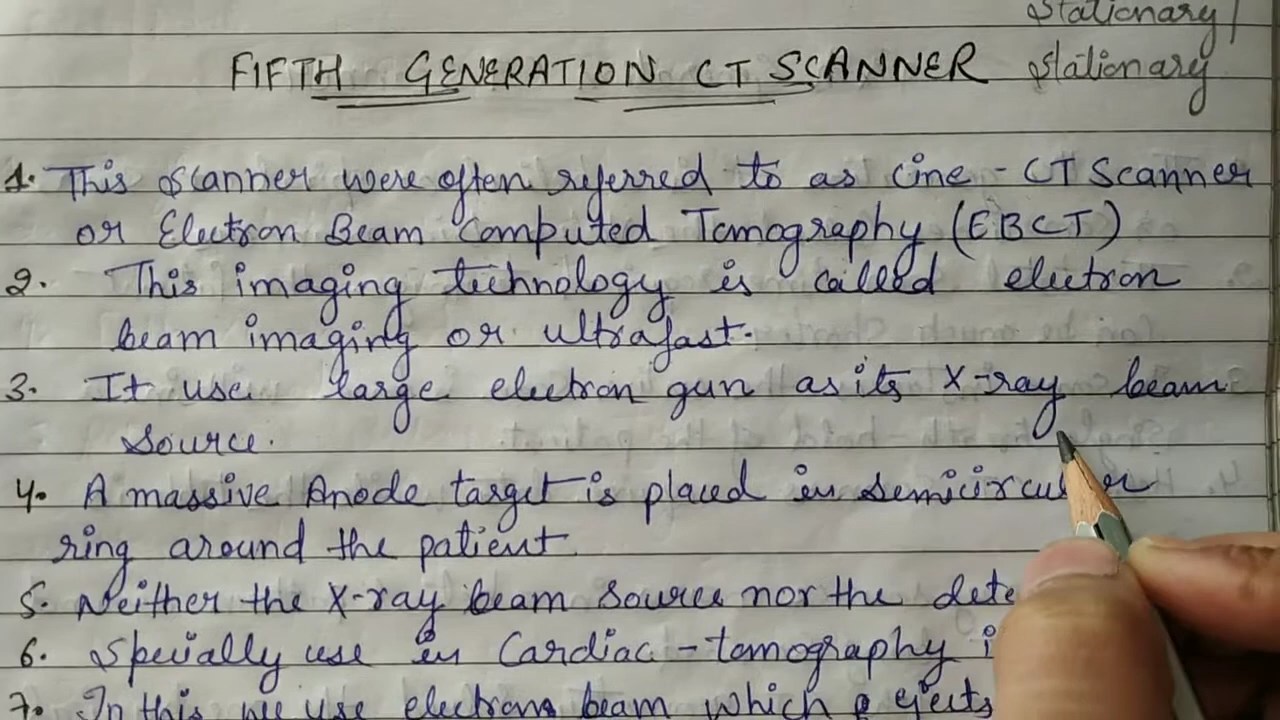 Stationary/
FIFTH GENERATION CT SCANNER Stationary
1. This Scanner were often referred to as Cine - CT Scanner
or Electron Beam Computed Tomography (EBCT)
2. This imaging technology is called electron
beam imaging or ultrafast.
3. It use large electron gun as its X-ray beam
Source.
4. A massive Anode target is placed in semicircular
ring around the patient
5. Neither the X-ray beam Source nor the dete
6. Specially use in Cardiac - tomography i
7. In this we use electrons beam which ejects